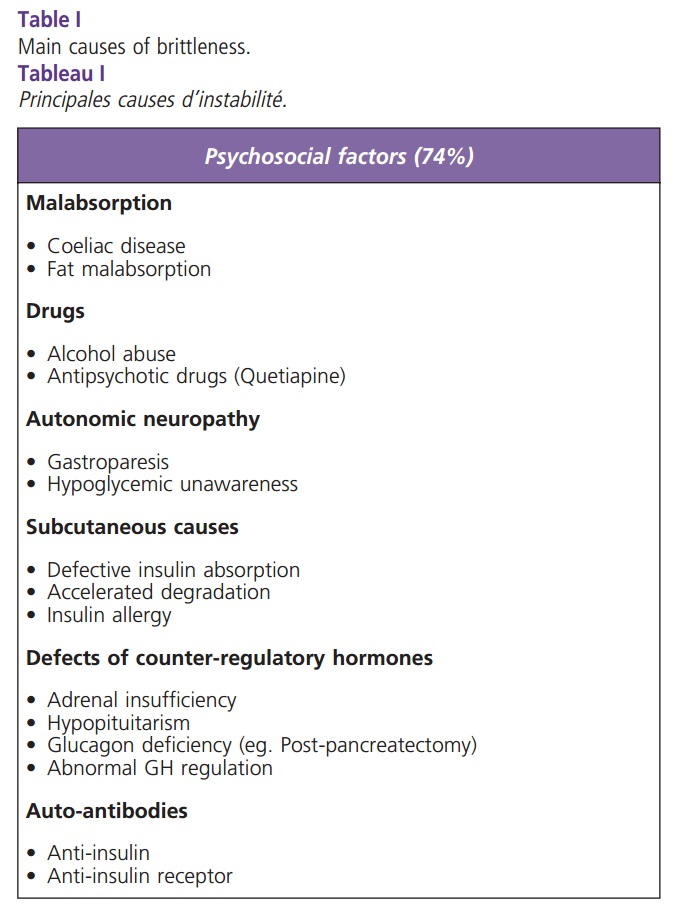 Table I
Main causes of brittleness.
Tableau I
Principales causes d’instabilité.
Psychosocial factors (74%)
Malabsorption
• Coeliac disease
• Fat malabsorption
Drugs
• Alcohol abuse
• Antipsychotic drugs (Quetiapine)
Autonomic neuropathy
• Gastroparesis
• Hypoglycemic unawareness
Subcutaneous causes
• Defective insulin absorption
• Accelerated degradation
• Insulin allergy
Defects of counter-regulatory hormones
• Adrenal insufficiency
• Hypopituitarism
• Glucagon deficiency (eg. Post-pancreatectomy)
• Abnormal GH regulation
Auto-antibodies
• Anti-insulin
• Anti-insulin receptor